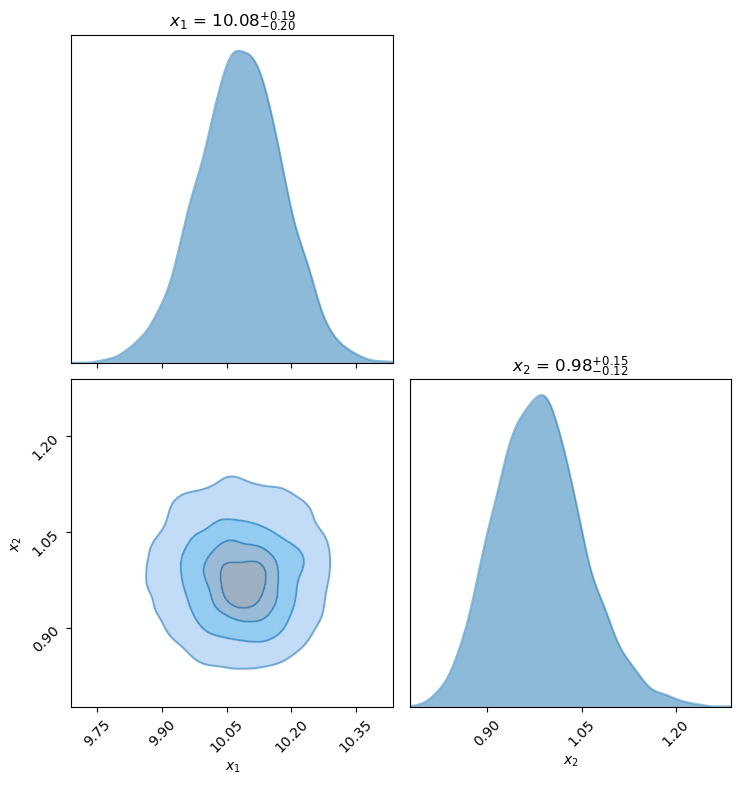 x₁ = 10.08⁺⁰·¹⁹₋₀.₂₀
x₂ = 0.98⁺⁰·¹⁵₋₀.₁₂
1.20
1.05
0.90
x₂
9.75 9.90 10.05 10.20 10.35
x₁
0.90 1.05 1.20
x₂